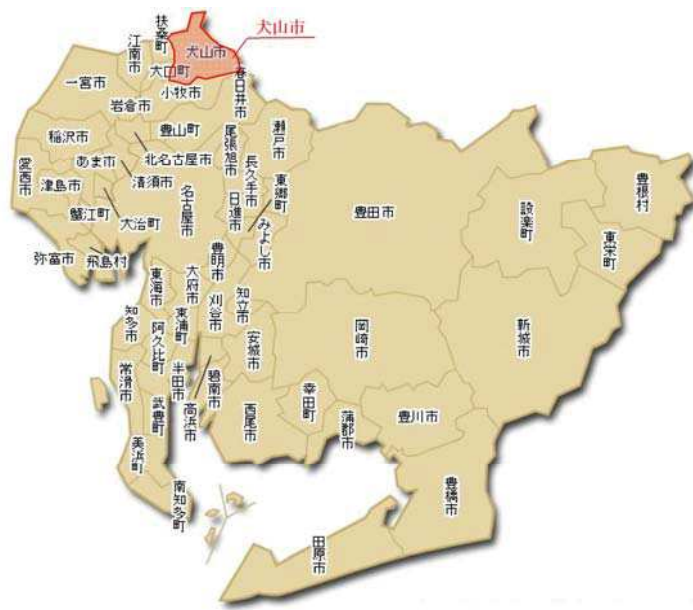 扶桑町
犬山市
江南市
犬山市
大口町
一宮市
小牧市
春日井市
岩倉市
稲沢市
豊山町
尾張旭市
瀬戸市
愛西市
あま市
北名古屋市
長久手市
津島市
清須市
東郷町
豊根村
名古屋市
日進市
豊田市
設楽町
蟹江町
大治町
みよし市
東栄町
弥富市
飛島村
豊明市
東海市
大府市
刈谷市
知立市
知多市
東浦町
安城市
岡崎市
新城市
阿久比町
常滑市
半田市
碧南市
武豊町
高浜市
西尾市
幸田町
蒲郡市
豊川市
美浜町
南知多町
豊橋市
田原市